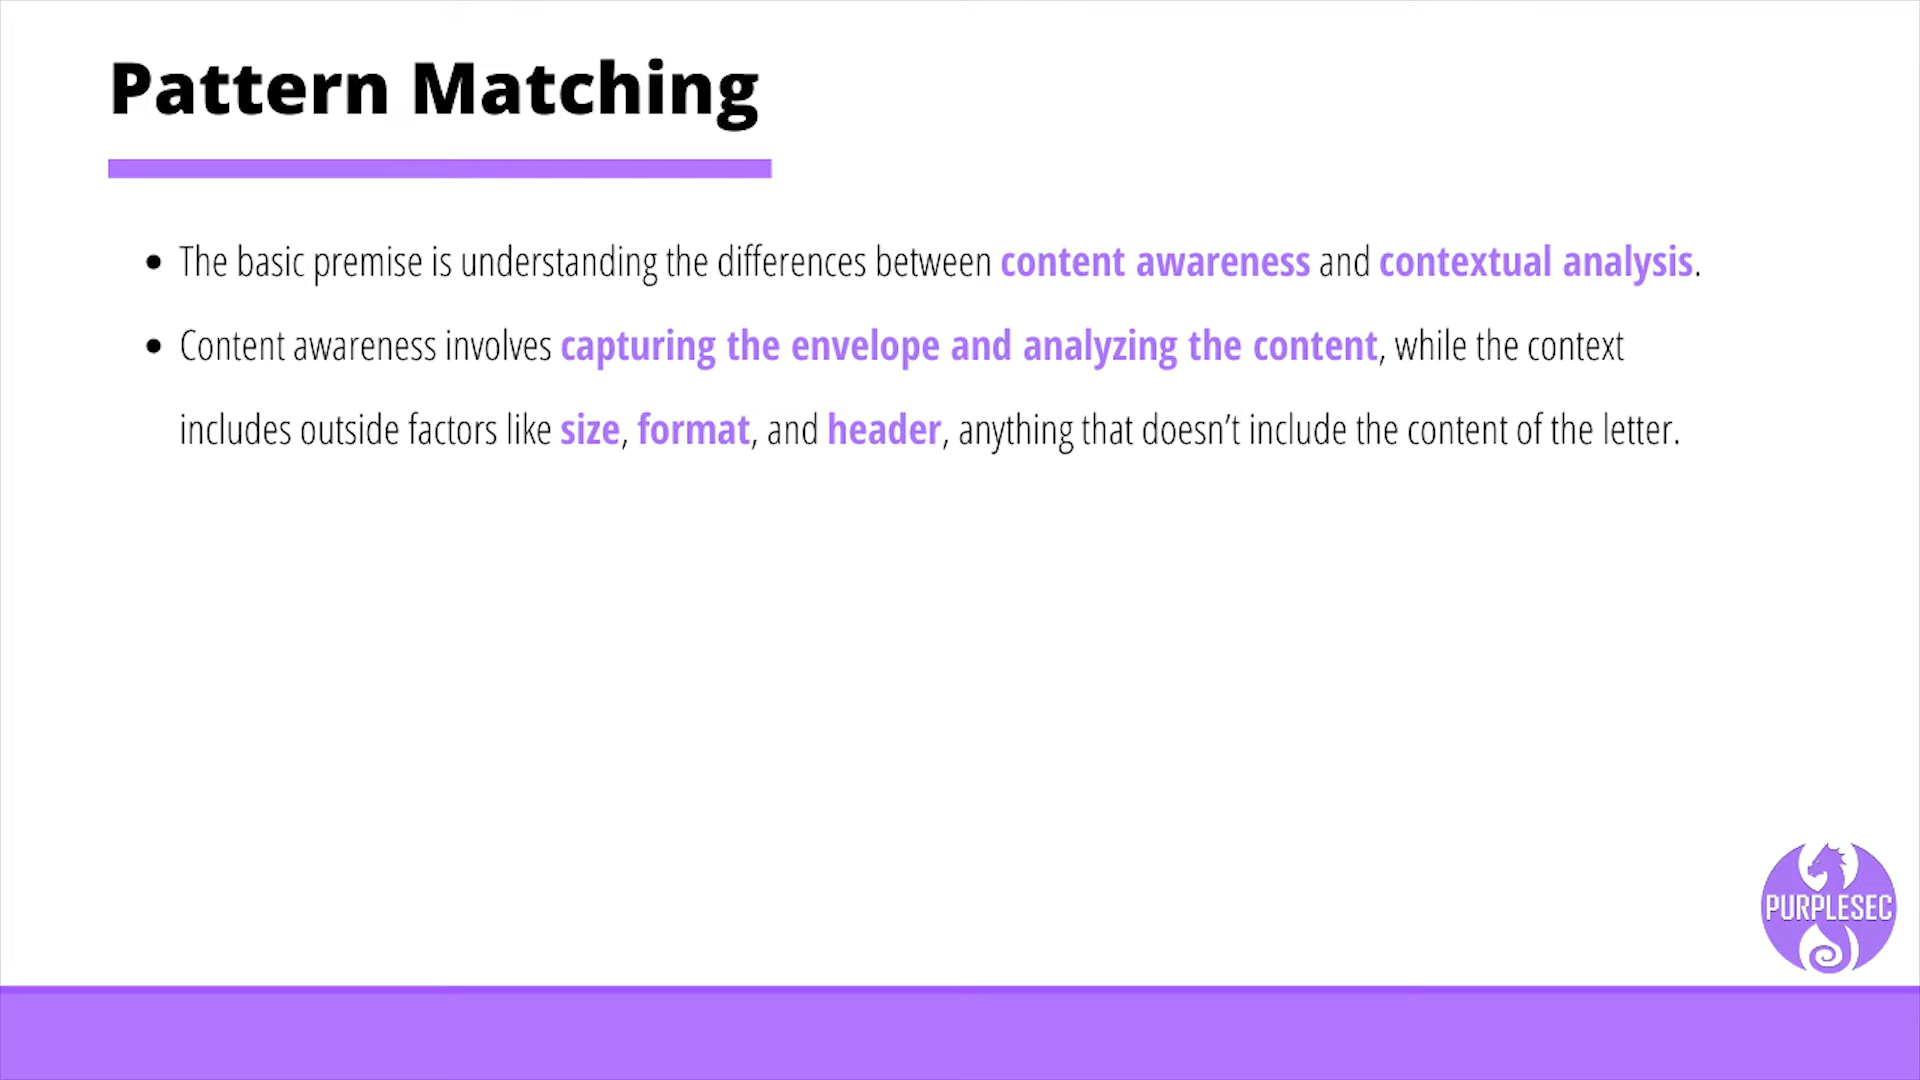 Pattern Matching
• The basic premise is understanding the differences between content awareness and contextual analysis.
• Content awareness involves capturing the envelope and analyzing the content, while the context
includes outside factors like size, format, and header, anything that doesn’t include the content of the letter.
PURPLESEC